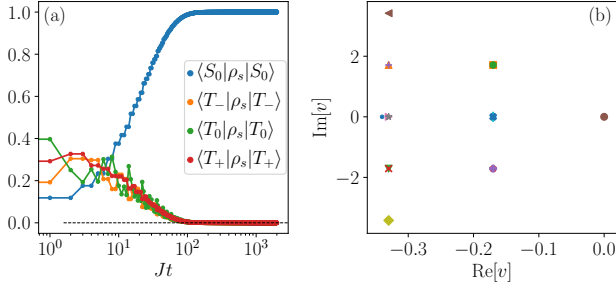 (a)
1.0
0.8
0.6
0.4
0.2
0.0
⟨S₀|ρₛ|S₀⟩
⟨T₋|ρₛ|T₋⟩
⟨T₀|ρₛ|T₀⟩
⟨T₊|ρₛ|T₊⟩
10⁰ 10¹ 10² 10³
Jt
(b)
Im[v]
2
0
−2
−0.3 −0.2 −0.1 0.0
Re[v]